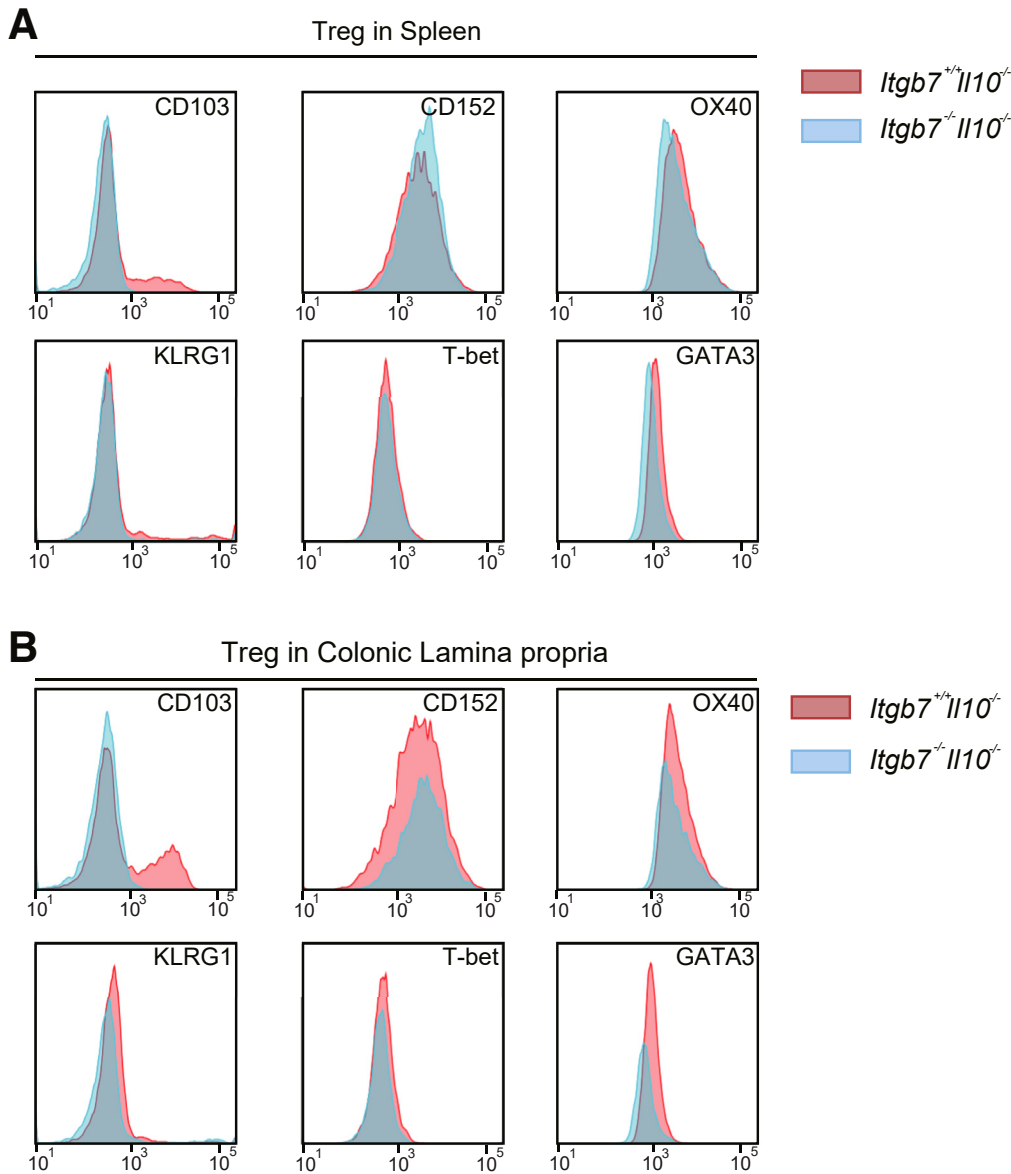 A
Treg in Spleen
Itgb7+/+Il10-/-
Itgb7-/-Il10-/-
CD103
CD152
OX40
10^1 10^3 10^5
10^1 10^3 10^5
10^1 10^3 10^5
KLRG1
T-bet
GATA3
10^1 10^3 10^5
10^1 10^3 10^5
10^1 10^3 10^5
B
Treg in Colonic Lamina propria
Itgb7+/+Il10-/-
Itgb7-/-Il10-/-
CD103
CD152
OX40
10^1 10^3 10^5
10^1 10^3 10^5
10^1 10^3 10^5
KLRG1
T-bet
GATA3
10^1 10^3 10^5
10^1 10^3 10^5
10^1 10^3 10^5